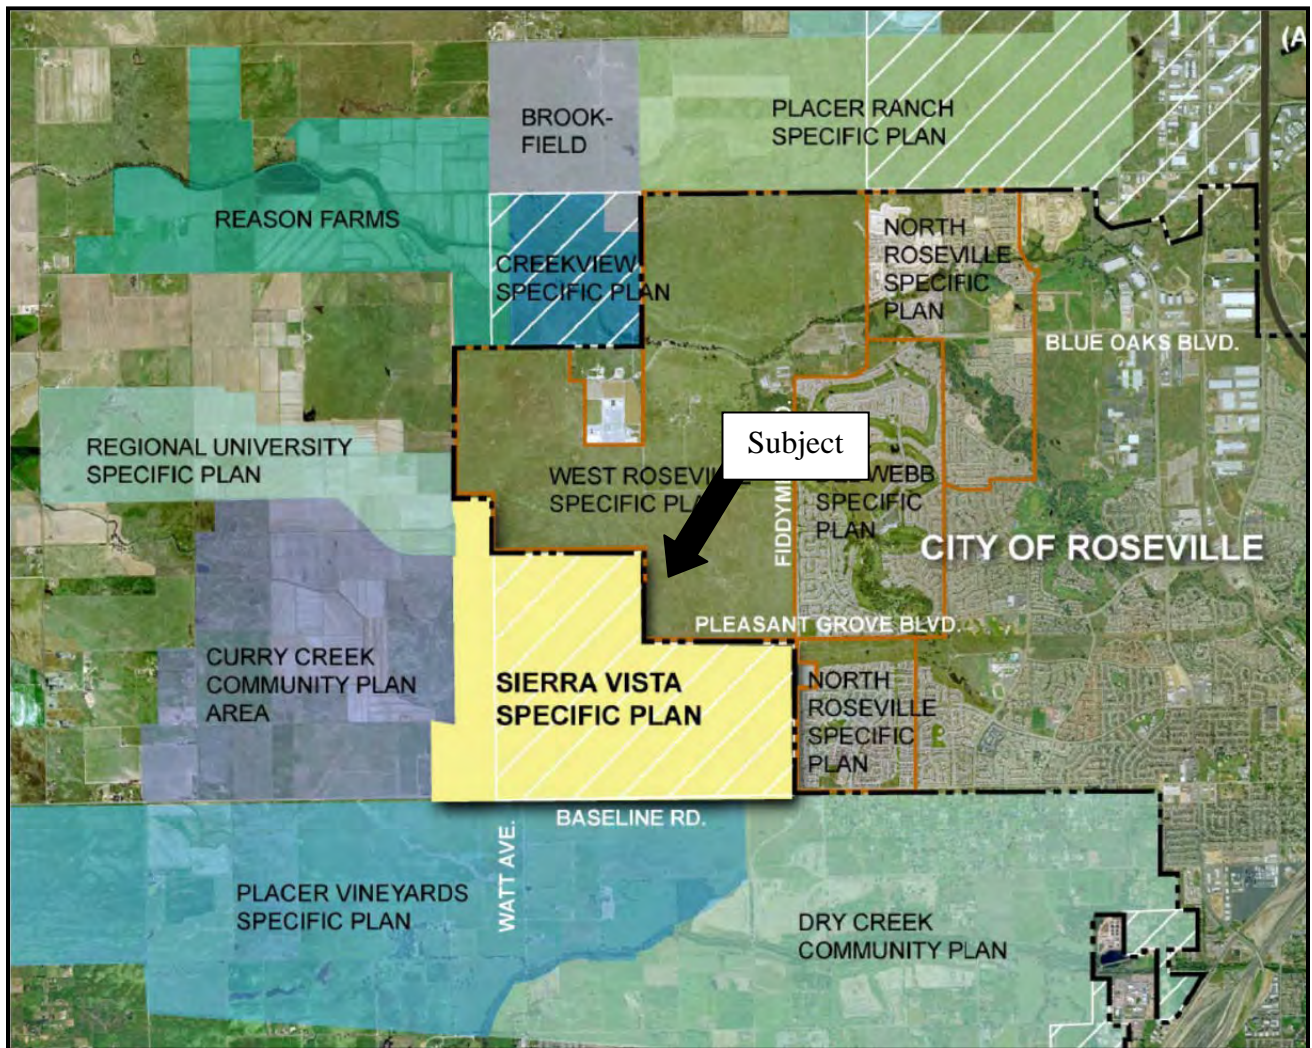 (A
BROOK-
FIELD
PLACER RANCH
SPECIFIC PLAN
REASON FARMS
NORTH
ROSEVILLE
SPECIFIC
PLAN
CREEKVIEW
SPECIFIC PLAN
BLUE OAKS BLVD.
Subject
REGIONAL UNIVERSITY
SPECIFIC PLAN
WEST ROSEVILLE
SPECIFIC PLAN
WEBB
SPECIFIC
PLAN
CITY OF ROSEVILLE
PLEASANT GROVE BLVD.
CURRY CREEK
COMMUNITY PLAN
AREA
SIERRA VISTA
SPECIFIC PLAN
NORTH
ROSEVILLE
SPECIFIC
PLAN
BASELINE RD.
WATT AVE.
PLACER VINEYARDS
SPECIFIC PLAN
DRY CREEK
COMMUNITY PLAN